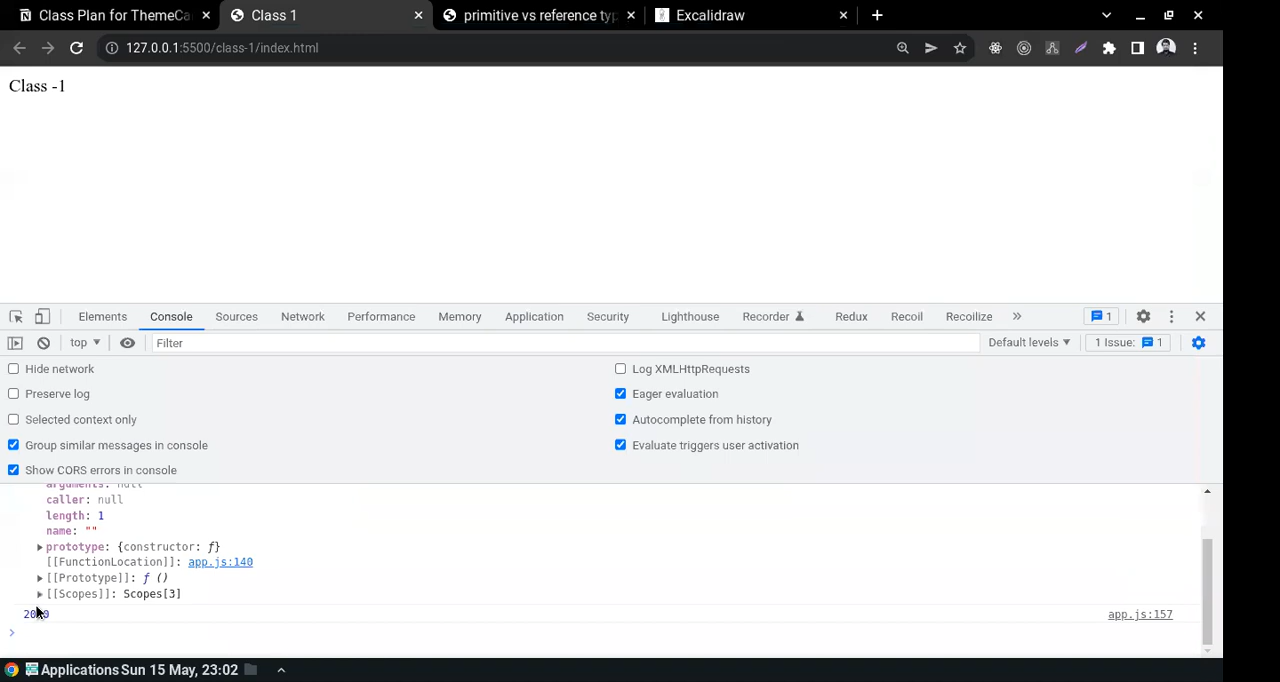 Class Plan for ThemeCa
Class 1
primitive vs reference typ
Excalidraw
127.0.0.1:5500/class-1/index.html
Class -1
Elements
Console
Sources
Network
Performance
Memory
Application
Security
Lighthouse
Recorder
Redux
Recoil
Recoilize
1
top
Filter
Default levels
1 Issue:
1
Hide network
Log XMLHttpRequests
Preserve log
Eager evaluation
Selected context only
Autocomplete from history
Group similar messages in console
Evaluate triggers user activation
Show CORS errors in console
arguments: null
caller: null
length: 1
name: ""
prototype: {constructor: ƒ}
[[FunctionLocation]]: app.js:140
[[Prototype]]: ƒ ()
[[Scopes]]: Scopes[3]
app.js:157
Applications Sun 15 May, 23:02